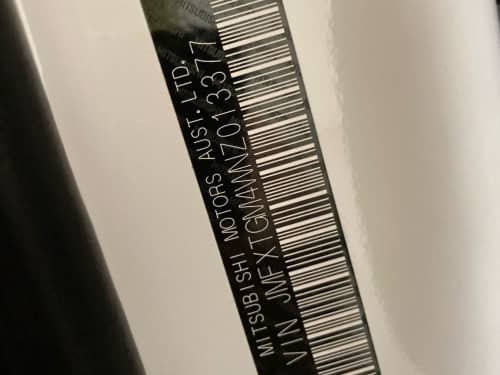 MITSUBISHI MOTORS AUST. LTD.
VIN JMFXTGM4WNZ013377